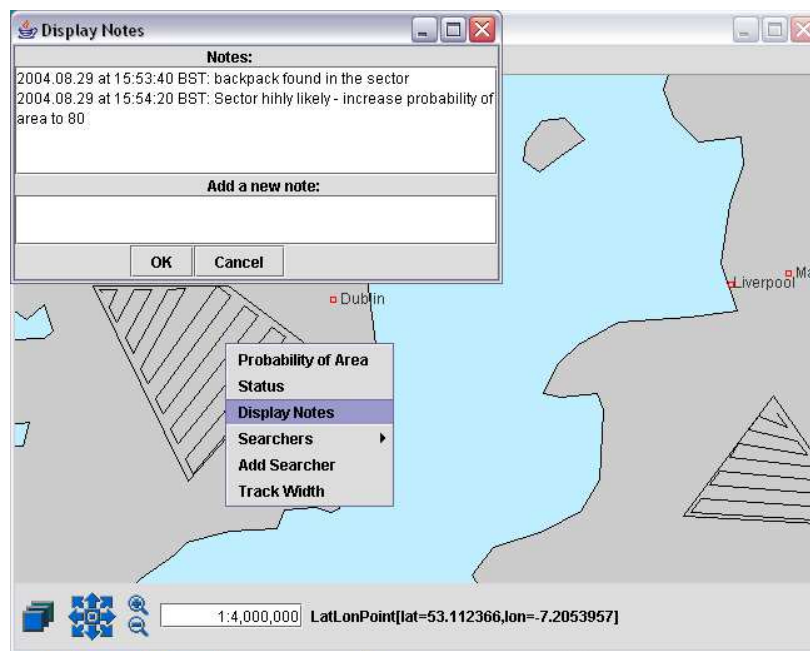 Display Notes
Notes:
2004.08.29 at 15:53:40 BST: backpack found in the sector
2004.08.29 at 15:54:20 BST: Sector hihly likely - increase probability of
area to 80
Add a new note:
OK Cancel
Dublin
Liverpool
Ma
Probability of Area
Status
Display Notes
Searchers
Add Searcher
Track Width
1:4,000,000 LatLonPoint[lat=53.112366,lon=-7.2053957]